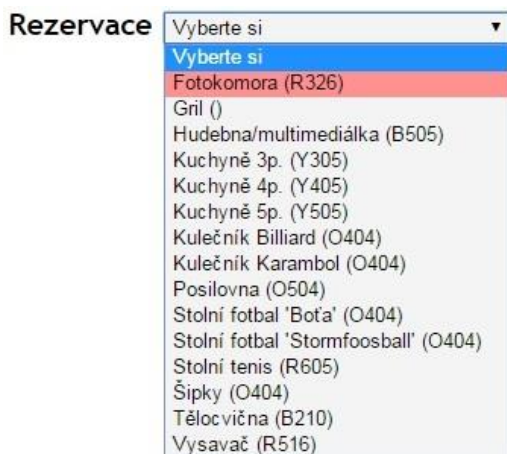 Rezervace Vyberte si
Vyberte si
Fotokomora (R326)
Gril ()
Hudebna/multimediálka (B505)
Kuchyně 3p. (Y305)
Kuchyně 4p. (Y405)
Kuchyně 5p. (Y505)
Kulečník Billiard (O404)
Kulečník Karambol (O404)
Posilovna (O504)
Stolní fotbal 'Boťa' (O404)
Stolní fotbal 'Stormfoosball' (O404)
Stolní tenis (R605)
Šipky (O404)
Tělocvična (B210)
Vysavač (R516)